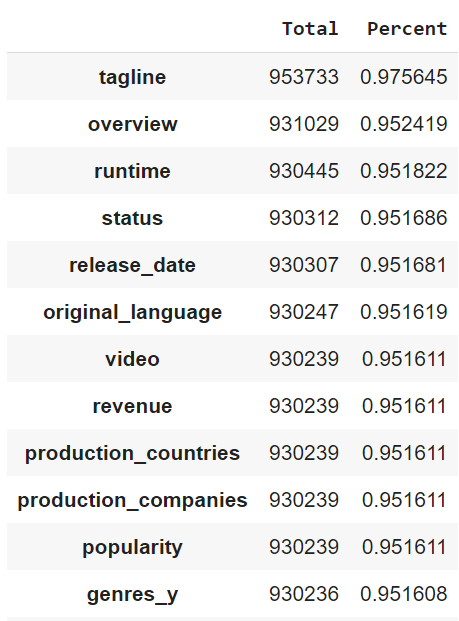 Total Percent
tagline 953733 0.975645
overview 931029 0.952419
runtime 930445 0.951822
status 930312 0.951686
release_date 930307 0.951681
original_language 930247 0.951619
video 930239 0.951611
revenue 930239 0.951611
production_countries 930239 0.951611
production_companies 930239 0.951611
popularity 930239 0.951611
genres_y 930236 0.951608